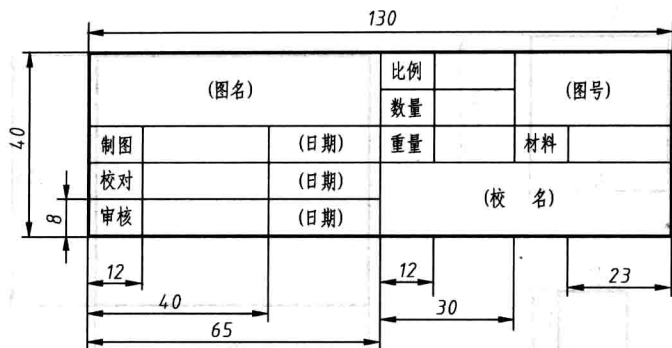 130
比例
(图名) (图号)
数量
40
制图 (日期) 重量 材料
校对 (日期)
(校 名)
8 审核 (日期)
12 12 23
40 30
65